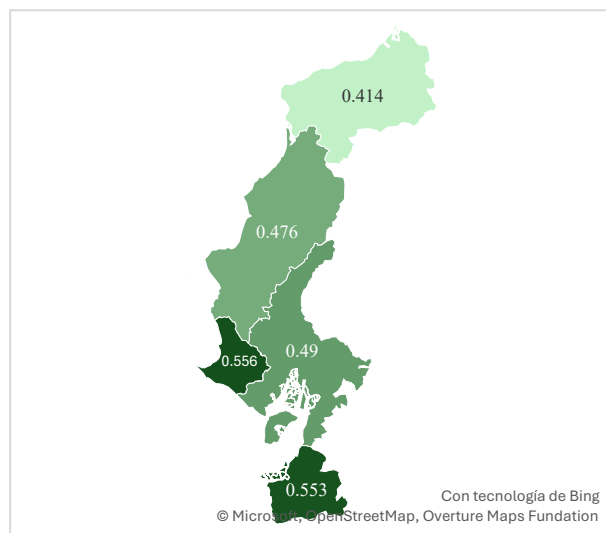 0.414
0.476
0.49
0.556
0.553
Con tecnología de Bing
© Microsoft, OpenStreetMap, Overture Maps Fundation